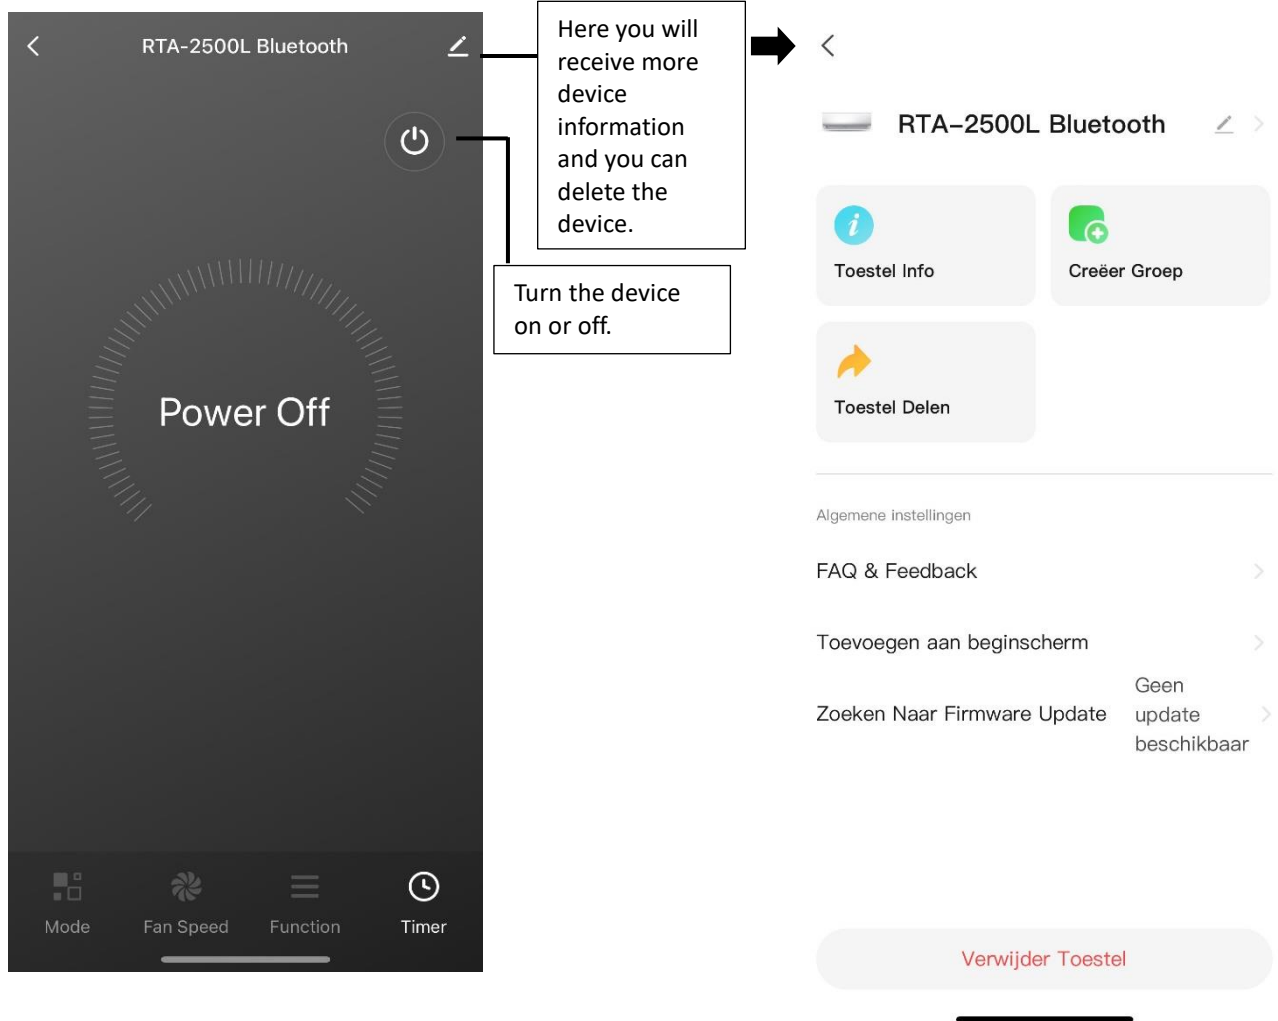 RTA-2500L Bluetooth
Here you will
receive more
device
information
and you can
delete the
device.
Turn the device
on or off.
Power Off
Mode
Fan Speed
Function
Timer
RTA-2500L Bluetooth
Toestel Info
Creëer Groep
Toestel Delen
Algemene instellingen
FAQ & Feedback
Toevoegen aan beginscherm
Zoeken Naar Firmware Update
Geen
update
beschikbaar
Verwijder Toestel